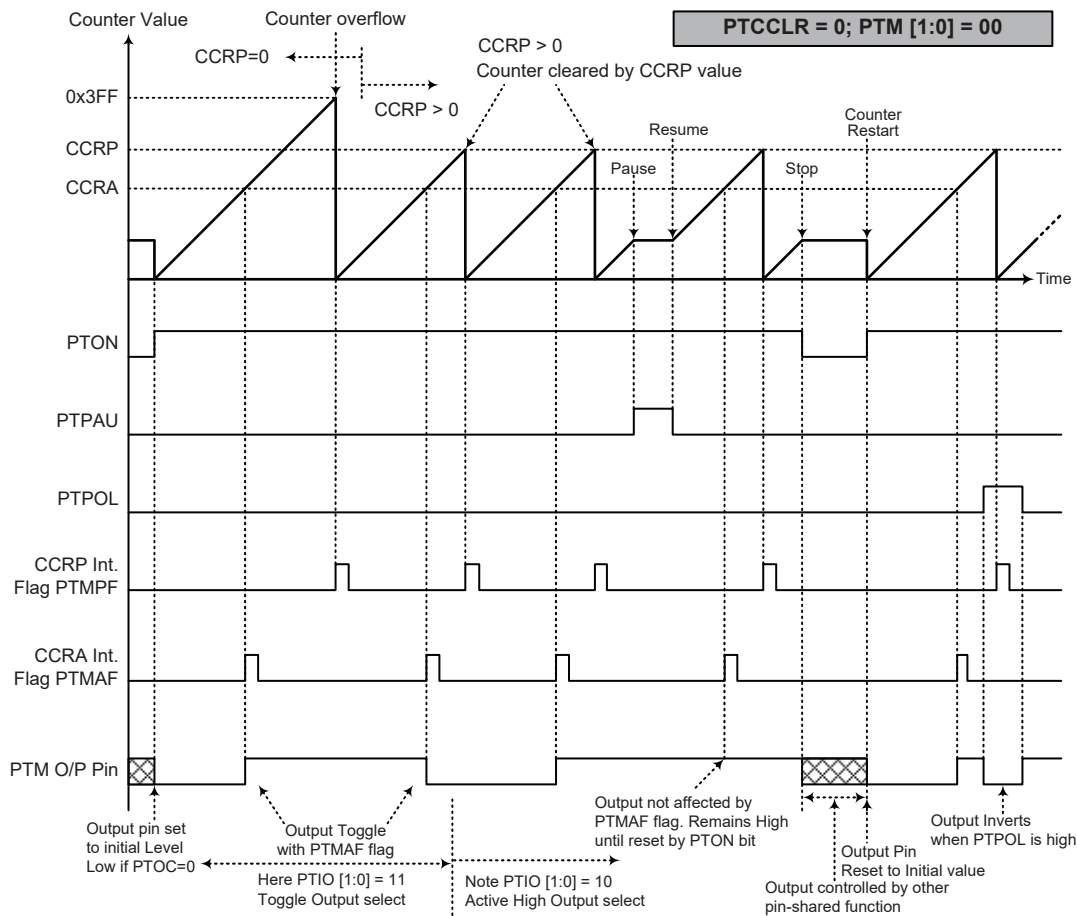 Counter Value
Counter overflow
PTCCLR = 0; PTM [1:0] = 00
CCRP=0
CCRP > 0
CCRP > 0
Counter cleared by CCRP value
0x3FF
CCRP
CCRA
Pause
Resume
Stop
Counter
Restart
Time
PTON
PTPAU
PTPOL
CCRP Int.
Flag PTMPF
CCRA Int.
Flag PTMAF
PTM O/P Pin
Output pin set
to initial Level
Low if PTOC=0
Output Toggle
with PTMAF flag
Here PTIO [1:0] = 11
Toggle Output select
Note PTIO [1:0] = 10
Active High Output select
Output not affected by
PTMAF flag. Remains High
until reset by PTON bit
Output Pin
Reset to Initial value
Output controlled by other
pin-shared function
Output Inverts
when PTPOL is high